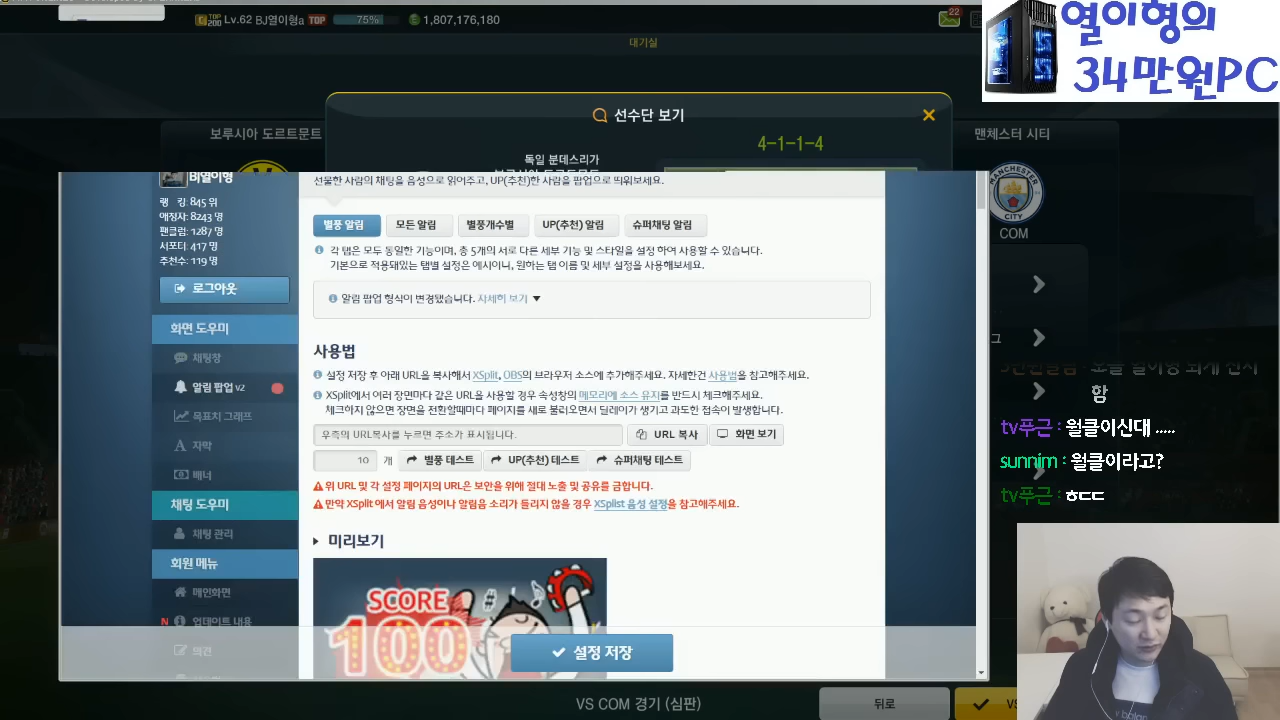 Lv.62 BJ열이형a TOP 75% 1,807,176,180
22
대기실
열이형의
34만원PC
보루시아 도르트문트
선수단 보기
맨체스터 시티
4-1-1-4
독일 분데스리가
MANCHESTER
CITY
COM
BJ열이형
랭 킹: 845 위
애청자: 8243 명
팬클럽: 1287 명
서포터: 417 명
추천수: 119 명
로그아웃
화면 도우미
채팅창
알림 팝업 v2
목표치 그래프
자막
배너
채팅 도우미
채팅 관리
회원 메뉴
메인화면
N 업데이트 내용
의견
선물한 사람의 채팅을 음성으로 읽어주고, UP(추천)한 사람을 팝업으로 띄워보세요.
별풍 알림
모든 알림
별풍개수별
UP(추천) 알림
슈퍼채팅 알림
각 탭은 모두 동일한 기능이며, 총 5개의 서로 다른 세부 기능 및 스타일을 설정 하여 사용할 수 있습니다.
기본으로 적용돼있는 탭별 설정은 예시이니, 원하는 탭 이름 및 세부 설정을 사용해보세요.
알림 팝업 형식이 변경됐습니다. 자세히 보기 ▼
사용법
설정 저장 후 아래 URL을 복사해서 XSplit, OBS의 브라우저 소스에 추가해주세요. 자세한건 사용법을 참고해주세요.
XSplit에서 여러 장면마다 같은 URL을 사용할 경우 속성창의 메모리에 소스 유지를 반드시 체크해주세요.
체크하지 않으면 장면을 전환할때마다 페이지를 새로 불러오면서 딜레이가 생기고 과도한 접속이 발생합니다.
우측의 URL복사를 누르면 주소가 표시됩니다.
URL 복사
화면 보기
10 개
별풍 테스트
UP(추천) 테스트
슈퍼채팅 테스트
위 URL 및 각 설정 페이지의 URL은 보안을 위해 절대 노출 및 공유를 금합니다.
만약 XSplit 에서 알림 음성이나 알림음 소리가 들리지 않을 경우 XSplist 음성 설정을 참고해주세요.
미리보기
SCORE
100
설정 저장
그
함
tv푸근 : 월클이신대 .....
sunnim : 월클이라고?
tv푸근 : ㅎㄷㄷ
VS COM 경기 (심판)
뒤로